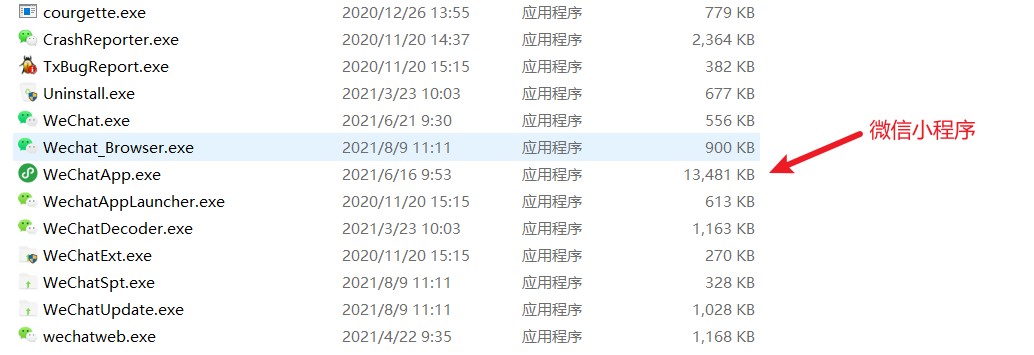 courgette.exe 2020/12/26 13:55 应用程序 779 KB
CrashReporter.exe 2020/11/20 14:37 应用程序 2,364 KB
TxBugReport.exe 2020/11/20 15:15 应用程序 382 KB
Uninstall.exe 2021/3/23 10:03 应用程序 677 KB
WeChat.exe 2021/6/21 9:30 应用程序 556 KB
微信小程序
Wechat_Browser.exe 2021/8/9 11:11 应用程序 900 KB
WeChatApp.exe 2021/6/16 9:53 应用程序 13,481 KB
WechatAppLauncher.exe 2020/11/20 15:15 应用程序 613 KB
WeChatDecoder.exe 2021/3/23 10:03 应用程序 1,163 KB
WeChatExt.exe 2020/11/20 15:15 应用程序 270 KB
WeChatSpt.exe 2021/8/9 11:11 应用程序 328 KB
WeChatUpdate.exe 2021/8/9 11:11 应用程序 1,028 KB
wechatweb.exe 2021/4/22 9:35 应用程序 1,168 KB